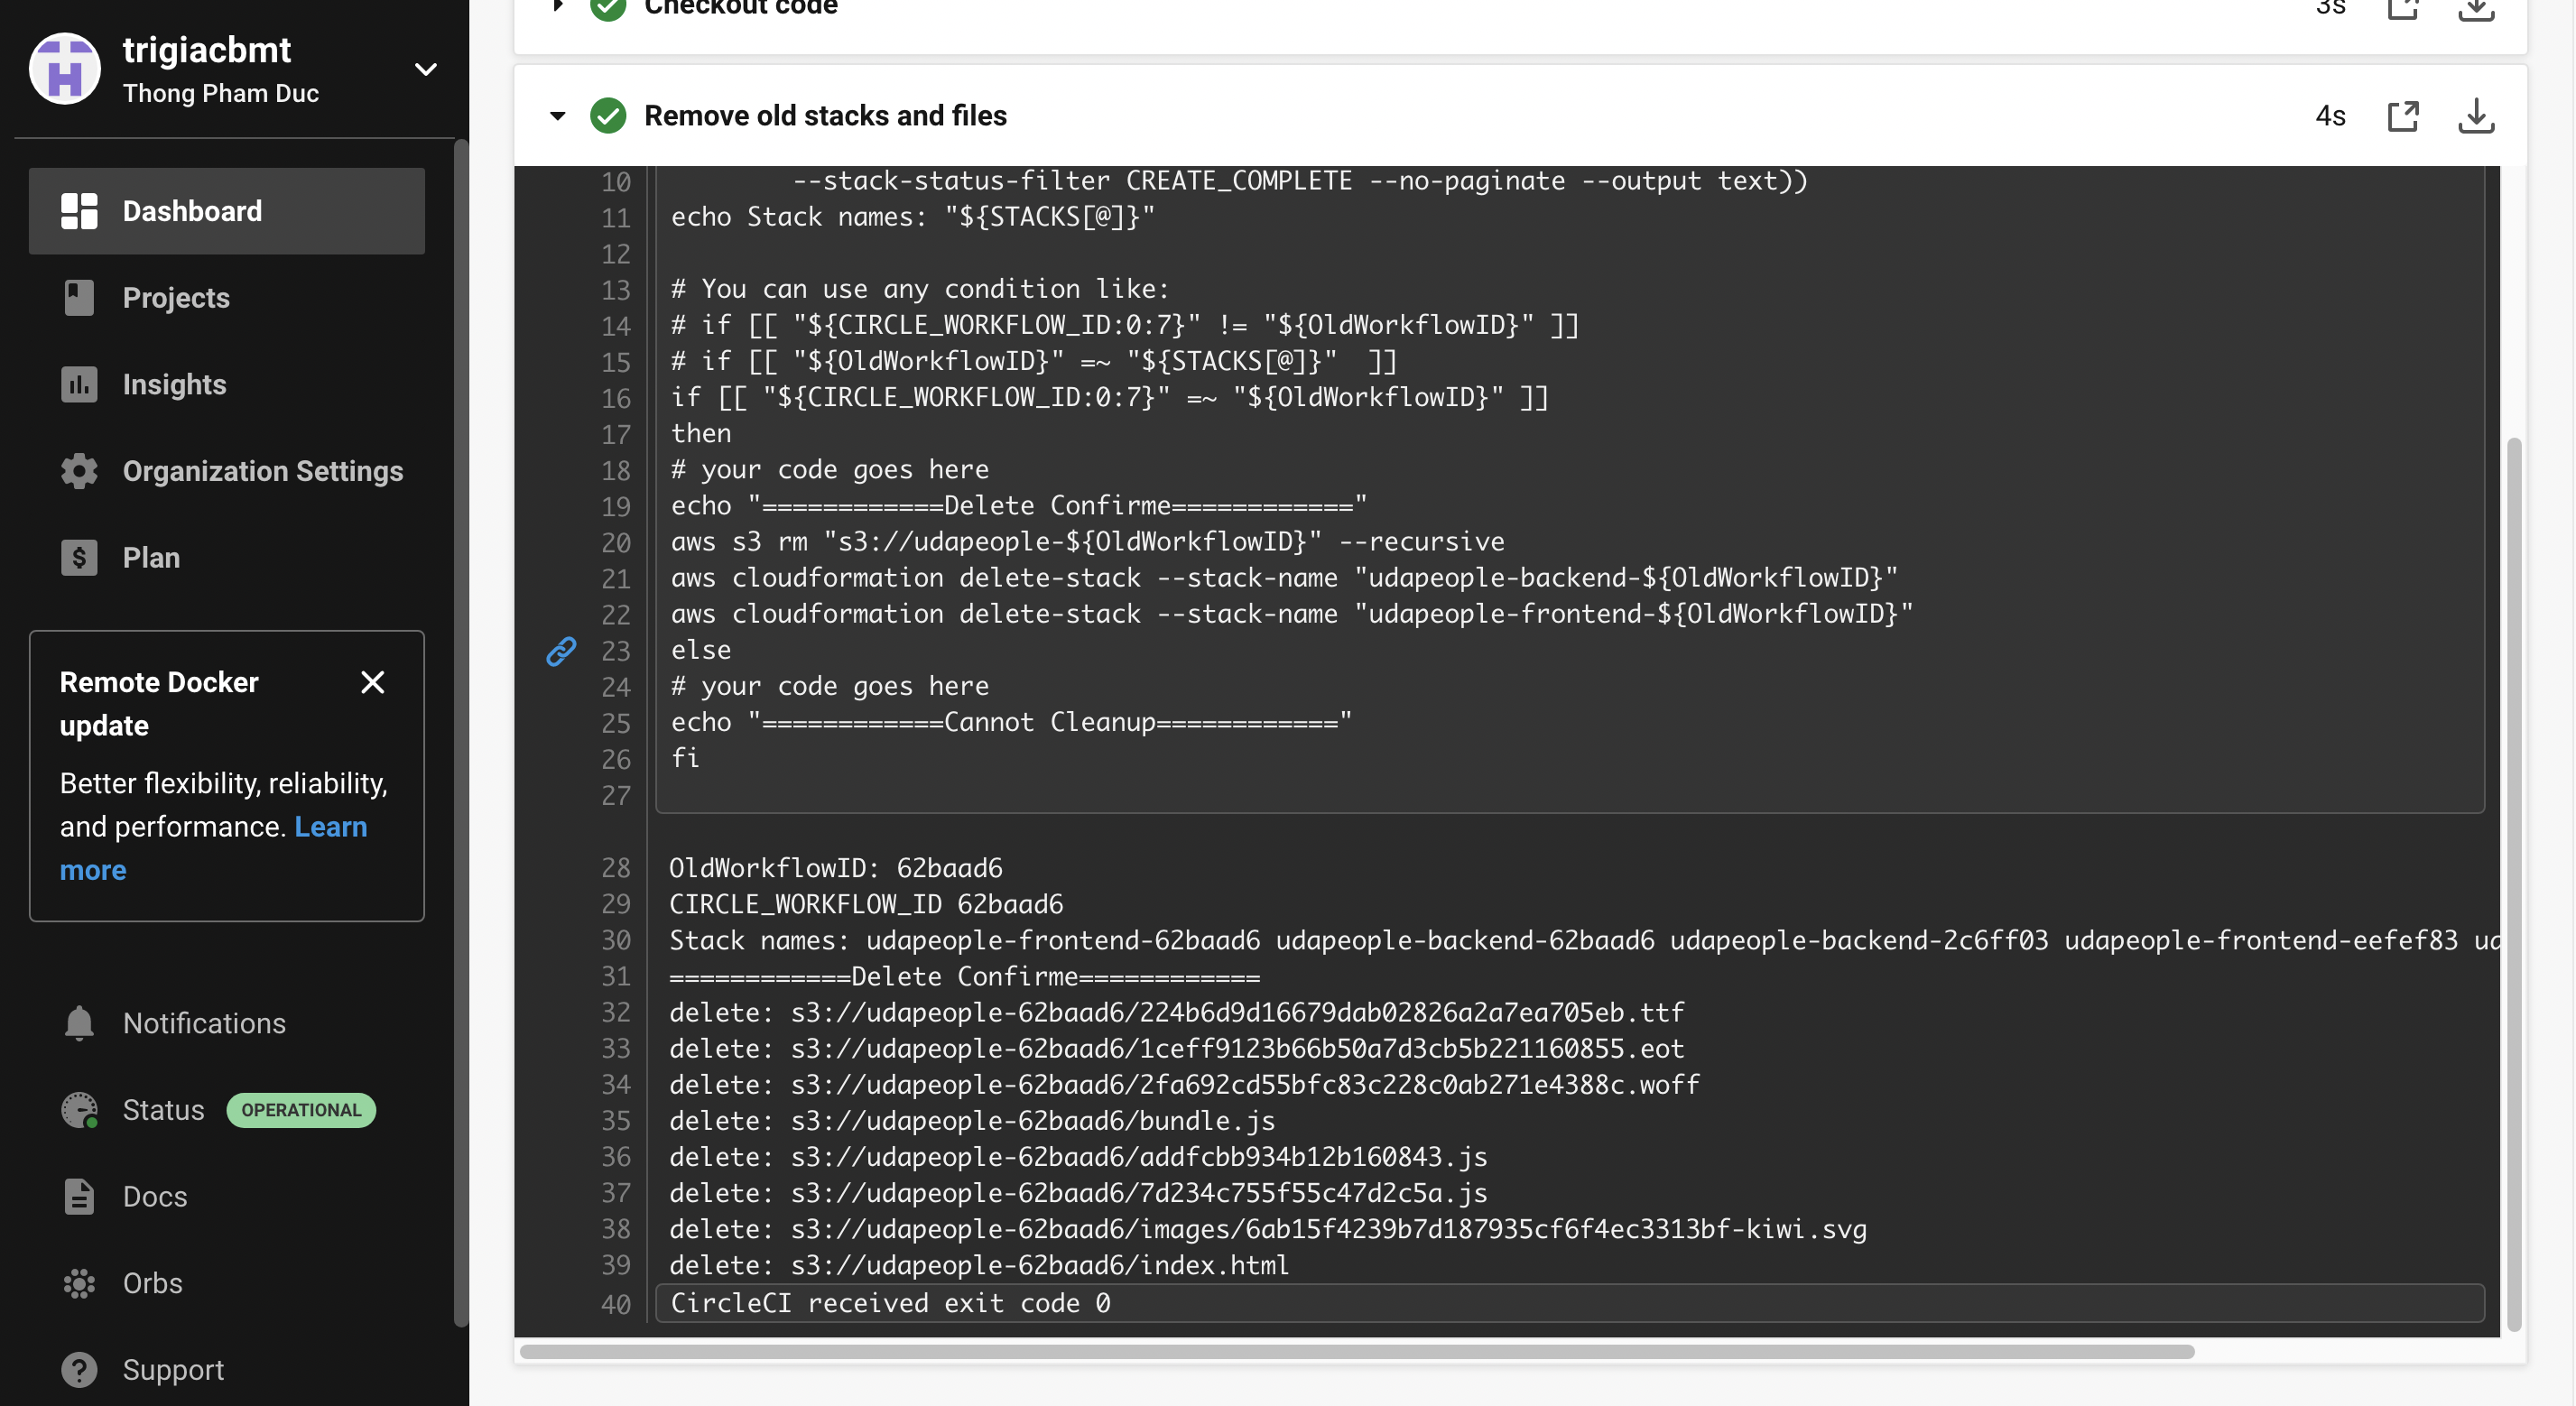 trigiacbmt
Thong Pham Duc
Dashboard
Projects
Insights
Organization Settings
Plan
Remote Docker
update
Better flexibility, reliability,
and performance. Learn
more
Notifications
Status OPERATIONAL
Docs
Orbs
Support
Checkout code 3s
Remove old stacks and files 4s
10 --stack-status-filter CREATE_COMPLETE --no-paginate --output text))
11 echo Stack names: "${STACKS[@]}"
12
13 # You can use any condition like:
14 # if [[ "${CIRCLE_WORKFLOW_ID:0:7}" != "${OldWorkflowID}" ]]
15 # if [[ "${OldWorkflowID}" =~ "${STACKS[@]}"  ]]
16 if [[ "${CIRCLE_WORKFLOW_ID:0:7}" =~ "${OldWorkflowID}" ]]
17 then
18 # your code goes here
19 echo "============Delete Confirme============"
20 aws s3 rm "s3://udapeople-${OldWorkflowID}" --recursive
21 aws cloudformation delete-stack --stack-name "udapeople-backend-${OldWorkflowID}"
22 aws cloudformation delete-stack --stack-name "udapeople-frontend-${OldWorkflowID}"
23 else
24 # your code goes here
25 echo "============Cannot Cleanup============"
26 fi
27
28 OldWorkflowID: 62baad6
29 CIRCLE_WORKFLOW_ID 62baad6
30 Stack names: udapeople-frontend-62baad6 udapeople-backend-62baad6 udapeople-backend-2c6ff03 udapeople-frontend-eefef83
31 ============Delete Confirme============
32 delete: s3://udapeople-62baad6/224b6d9d16679dab02826a2a7ea705eb.ttf
33 delete: s3://udapeople-62baad6/1ceff9123b66b50a7d3cb5b221160855.eot
34 delete: s3://udapeople-62baad6/2fa692cd55bfc83c228c0ab271e4388c.woff
35 delete: s3://udapeople-62baad6/bundle.js
36 delete: s3://udapeople-62baad6/addfcbb934b12b160843.js
37 delete: s3://udapeople-62baad6/7d234c755f55c47d2c5a.js
38 delete: s3://udapeople-62baad6/images/6ab15f4239b7d187935cf6f4ec3313bf-kiwi.svg
39 delete: s3://udapeople-62baad6/index.html
40 CircleCI received exit code 0